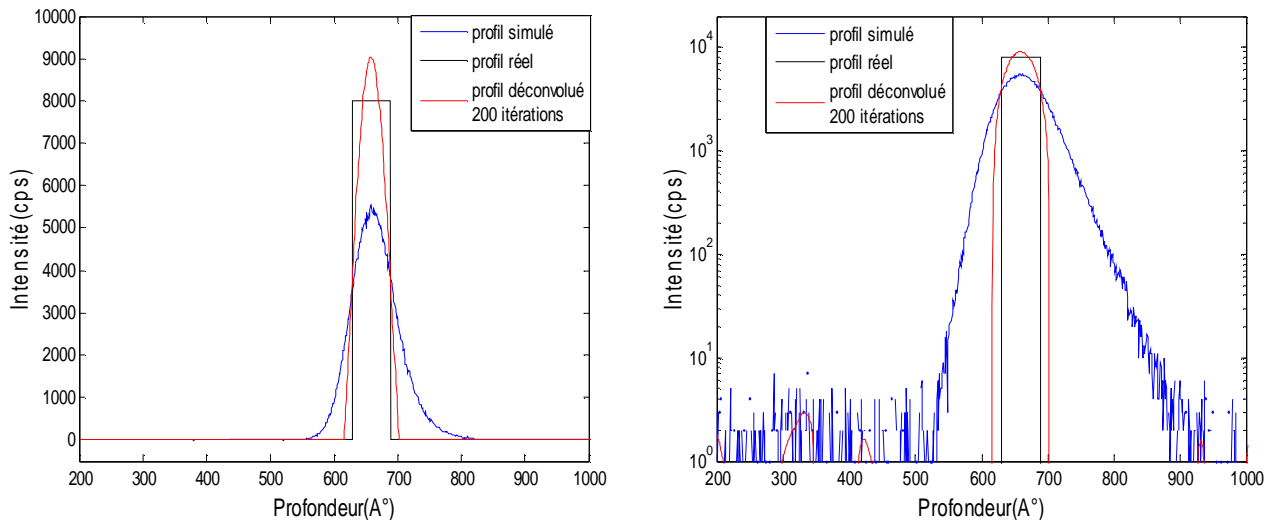 10000
9000
8000
7000
6000
5000
4000
3000
2000
1000
0
200 300 400 500 600 700 800 900 1000
Intensité(cps)
Profondeur(A°)
profil simulé
profil réel
profil déconvolué
200 itérations
10^4
10^3
10^2
10^1
10^0
200 300 400 500 600 700 800 900 1000
Intensité(cps)
Profondeur(A°)
profil simulé
profil réel
profil déconvolué
200 itérations